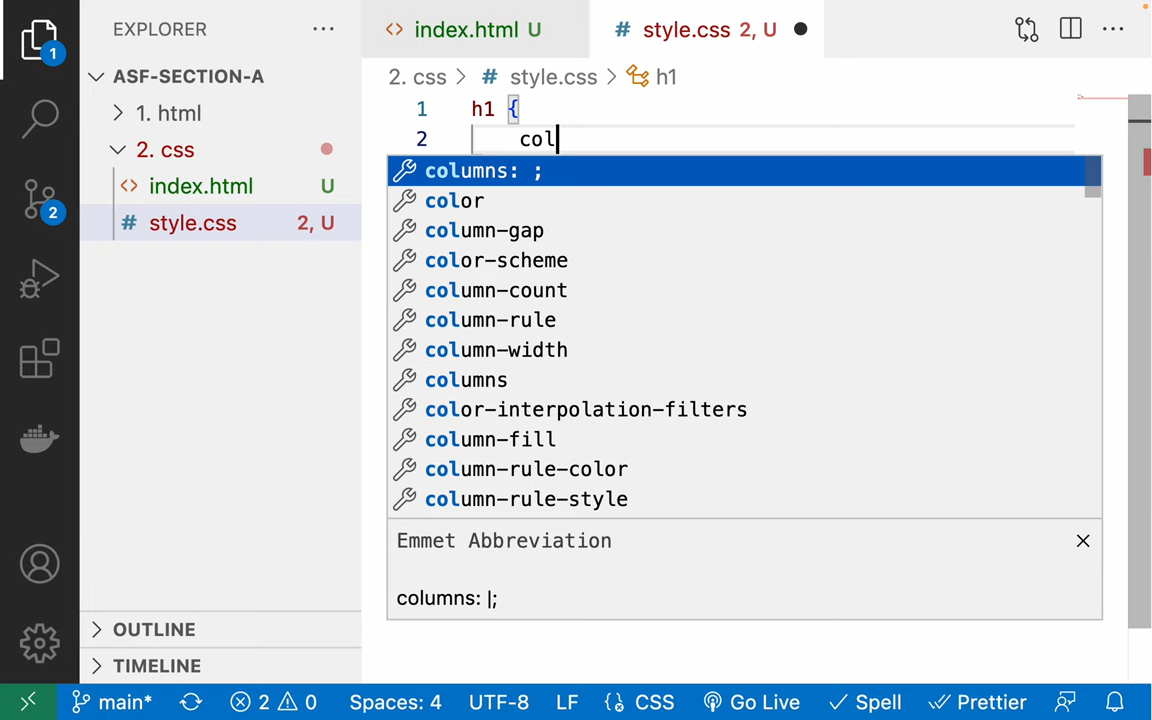 EXPLORER
index.html U
style.css 2, U
1
ASF-SECTION-A
2. css > # style.css > h1
1. html
1 h1 {
2. css
2 col
index.html U
columns: ;
2
style.css 2, U
color
column-gap
color-scheme
column-count
column-rule
column-width
columns
color-interpolation-filters
column-fill
column-rule-color
column-rule-style
Emmet Abbreviation
columns: |;
OUTLINE
TIMELINE
main* 2 0 Spaces: 4 UTF-8 LF CSS Go Live Spell Prettier